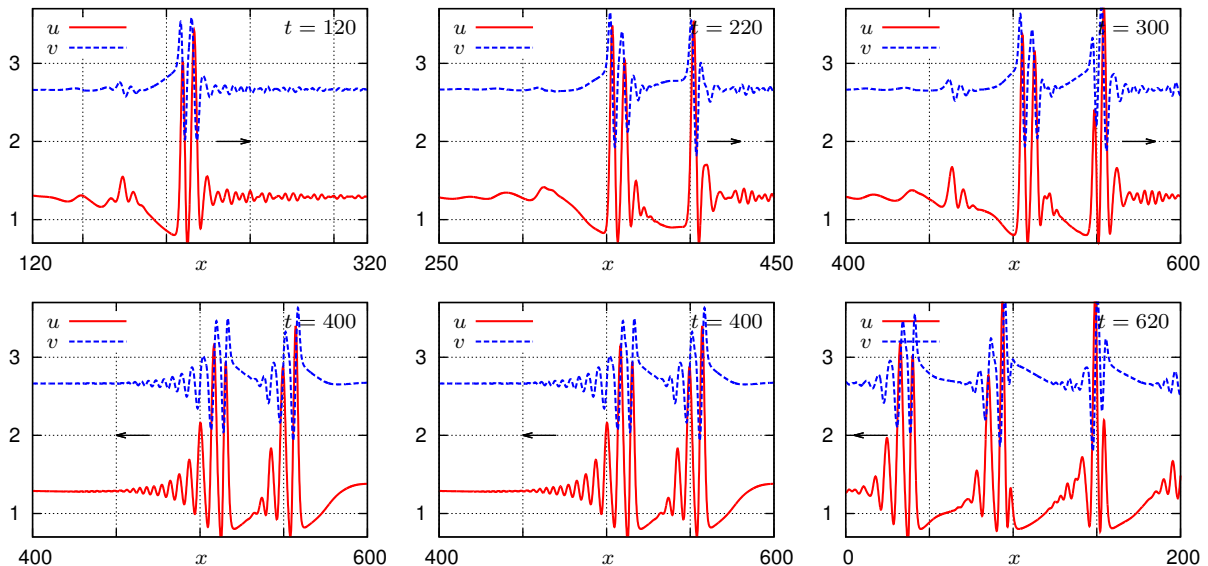 u t = 120
v
3
2
1
120 x 320
u t = 220
v
3
2
1
250 x 450
u t = 300
v
3
2
1
400 x 600
u t = 400
v
3
2
1
400 x 600
u t = 400
v
3
2
1
400 x 600
u t = 620
v
3
2
1
0 x 200